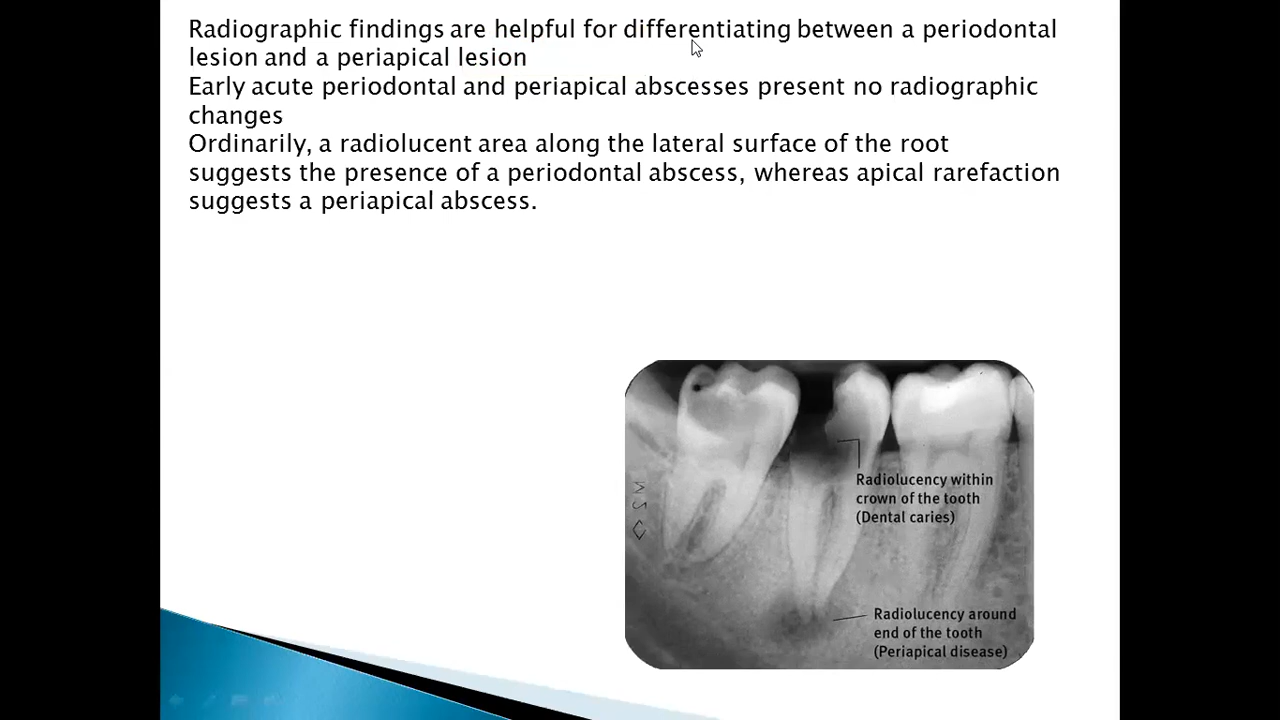 Radiographic findings are helpful for differentiating between a periodontal
lesion and a periapical lesion
Early acute periodontal and periapical abscesses present no radiographic
changes
Ordinarily, a radiolucent area along the lateral surface of the root
suggests the presence of a periodontal abscess, whereas apical rarefaction
suggests a periapical abscess.
Radiolucency within
crown of the tooth
(Dental caries)
Radiolucency around
end of the tooth
(Periapical disease)